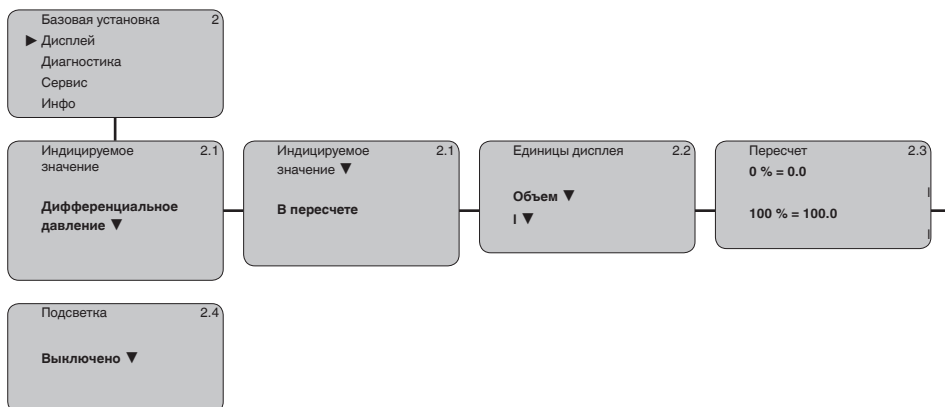 Базовая установка 2
▶ Дисплей
Диагностика
Сервис
Инфо
Индицируемое 2.1
значение
Дифференциальное
давление ▼
Индицируемое 2.1
значение ▼
В пересчете
Единицы дисплея 2.2
Объем ▼
l ▼
Пересчет 2.3
0 % = 0.0
l
100 % = 100.0
l
Подсветка 2.4
Выключено ▼